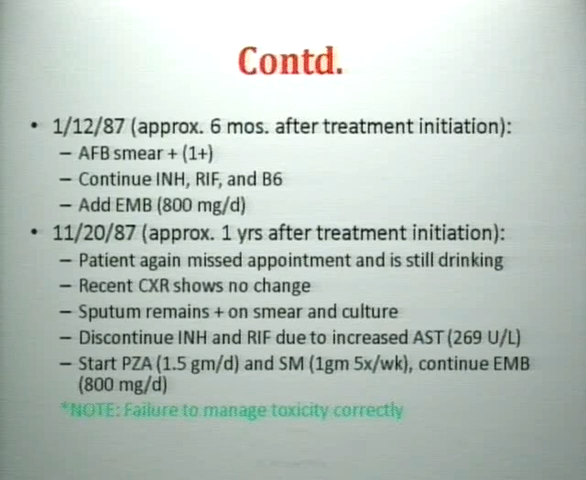 Contd.
• 1/12/87 (approx. 6 mos. after treatment initiation):
– AFB smear + (1+)
– Continue INH, RIF, and B6
– Add EMB (800 mg/d)
• 11/20/87 (approx. 1 yrs after treatment initiation):
– Patient again missed appointment and is still drinking
– Recent CXR shows no change
– Sputum remains + on smear and culture
– Discontinue INH and RIF due to increased AST (269 U/L)
– Start PZA (1.5 gm/d) and SM (1gm 5x/wk), continue EMB
(800 mg/d)
*NOTE: Failure to manage toxicity correctly